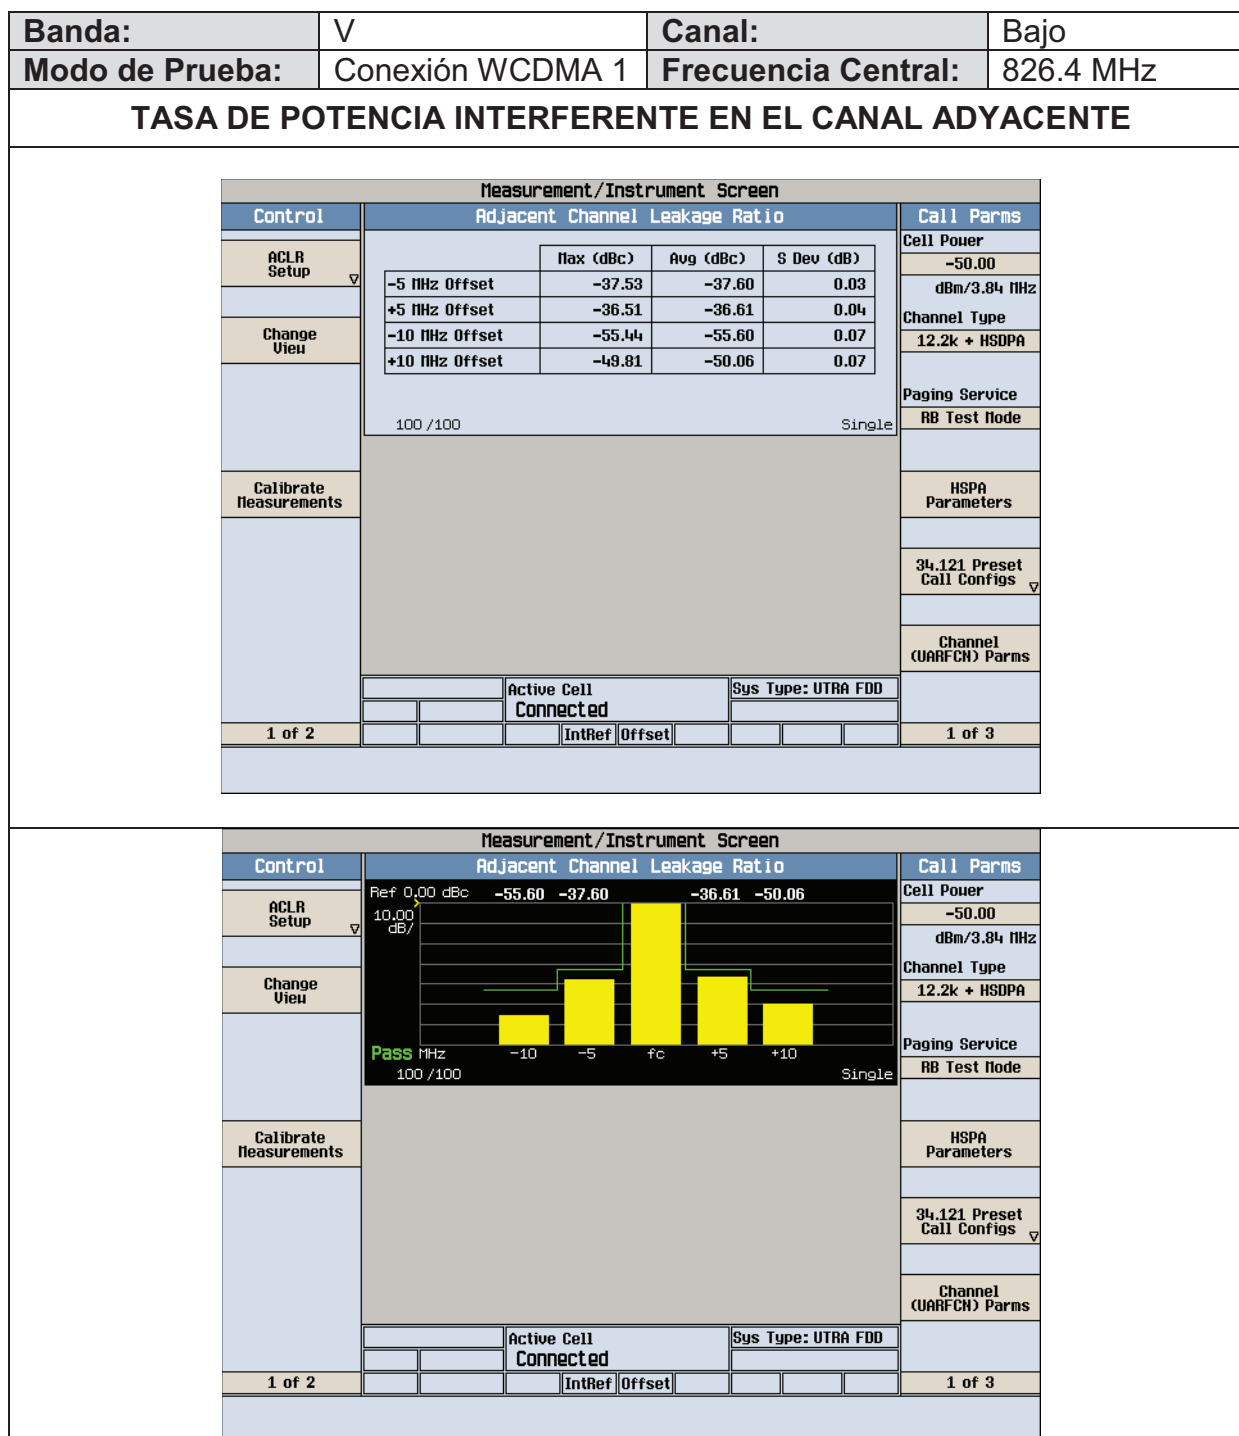 Banda: V Canal: Bajo
Modo de Prueba: Conexión WCDMA 1 Frecuencia Central: 826.4 MHz
TASA DE POTENCIA INTERFERENTE EN EL CANAL ADYACENTE
Measurement/Instrument Screen
Control
Adjacent Channel Leakage Ratio
Call Parms
ACLR
Setup
Change
View
Calibrate
Measurements
1 of 2
Max (dBc) Avg (dBc) S Dev (dB)
-5 MHz Offset -37.53 -37.60 0.03
+5 MHz Offset -36.51 -36.61 0.04
-10 MHz Offset -55.44 -55.60 0.07
+10 MHz Offset -49.81 -50.06 0.07
100/100 Single
Active Cell
Connected
Sys Type: UTRA FDD
IntRef Offset
Cell Power
-50.00
dBm/3.84 MHz
Channel Type
12.2k + HSDPA
Paging Service
RB Test Mode
HSPA
Parameters
34.121 Preset
Call Configs
Channel
(UARFCN) Parms
1 of 3
Measurement/Instrument Screen
Control
Adjacent Channel Leakage Ratio
Call Parms
ACLR
Setup
Change
View
Calibrate
Measurements
1 of 2
Ref 0.00 dBc -55.60 -37.60 -36.61 -50.06
10.00
dB/
Pass MHz -10 -5 fc +5 +10
100/100 Single
Active Cell
Connected
Sys Type: UTRA FDD
IntRef Offset
Cell Power
-50.00
dBm/3.84 MHz
Channel Type
12.2k + HSDPA
Paging Service
RB Test Mode
HSPA
Parameters
34.121 Preset
Call Configs
Channel
(UARFCN) Parms
1 of 3